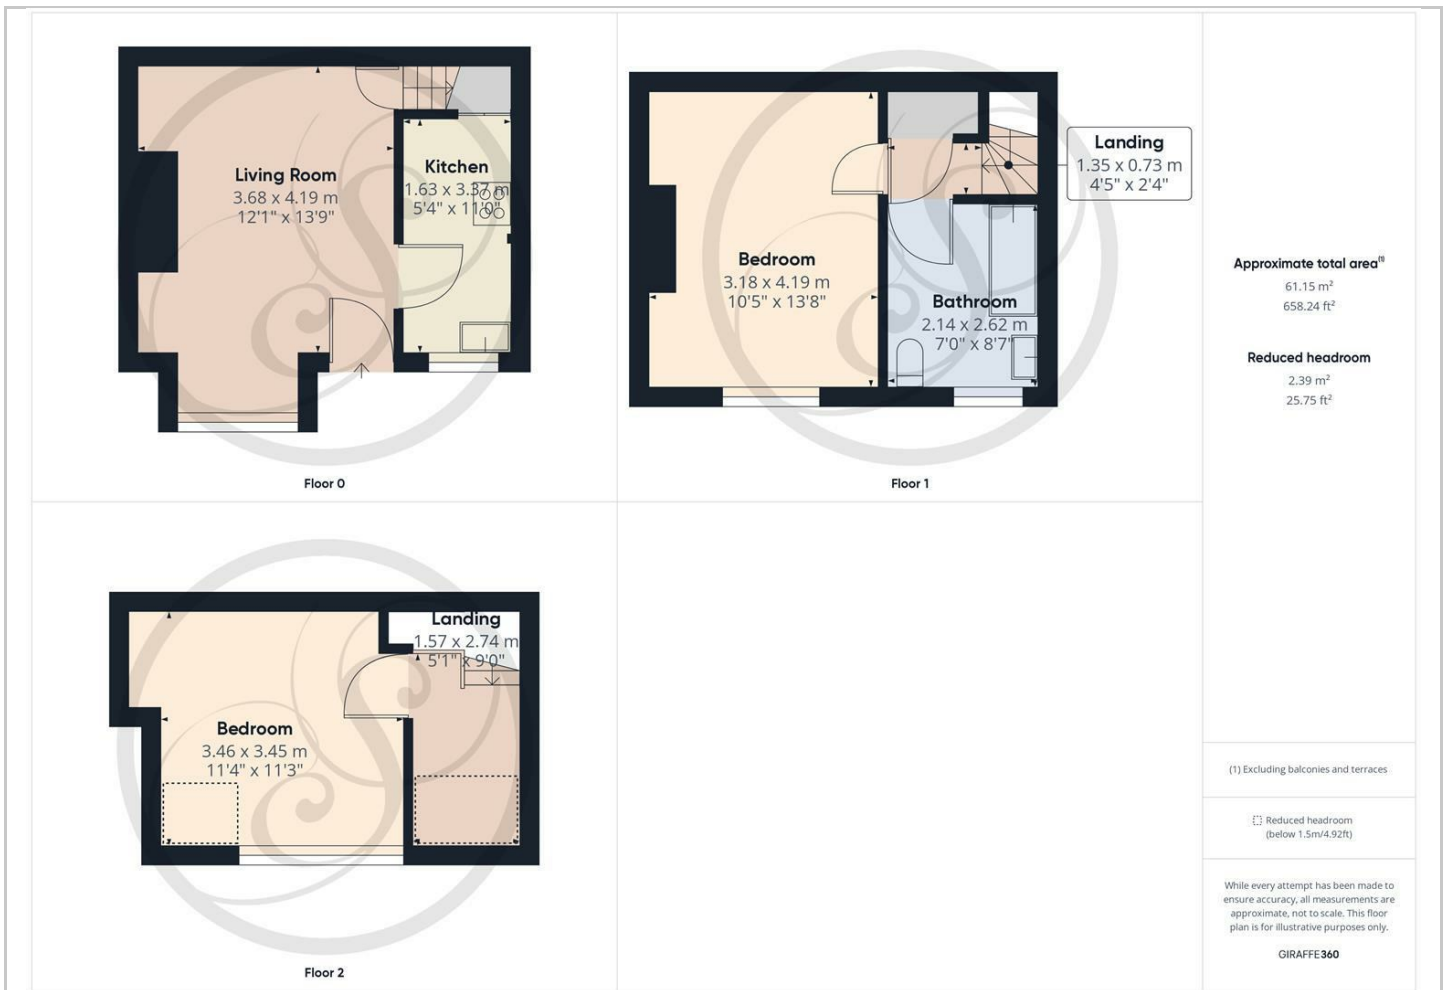 Living Room
3.68 x 4.19 m
12'1" x 13'9"
Kitchen
1.63 x 3.37 m
5'4" x 11'0"
Floor 0
Landing
1.35 x 0.73 m
4'5" x 2'4"
Bedroom
3.18 x 4.19 m
10'5" x 13'8"
Bathroom
2.14 x 2.62 m
7'0" x 8'7"
Floor 1
Landing
1.57 x 2.74 m
5'1" x 9'0"
Bedroom
3.46 x 3.45 m
11'4" x 11'3"
Floor 2
Approximate total area(1)
61.15 m²
658.24 ft²
Reduced headroom
2.39 m²
25.75 ft²
(1) Excluding balconies and terraces
Reduced headroom
(below 1.5m/4.92ft)
While every attempt has been made to
ensure accuracy, all measurements are
approximate, not to scale. This floor
plan is for illustrative purposes only.
GIRAFFE360